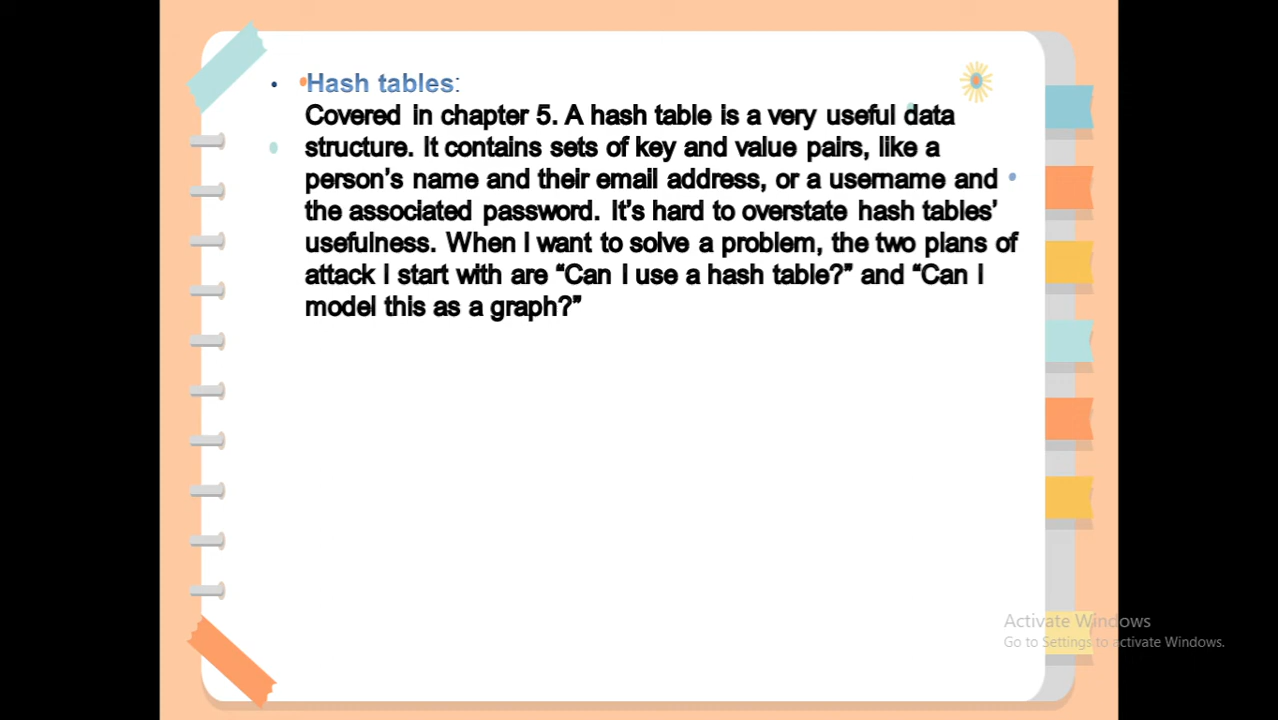 • Hash tables:
Covered in chapter 5. A hash table is a very useful data
structure. It contains sets of key and value pairs, like a
person’s name and their email address, or a username and
the associated password. It’s hard to overstate hash tables’
usefulness. When I want to solve a problem, the two plans of
attack I start with are “Can I use a hash table?” and “Can I
model this as a graph?”
Activate Windows
Go to Settings to activate Windows.